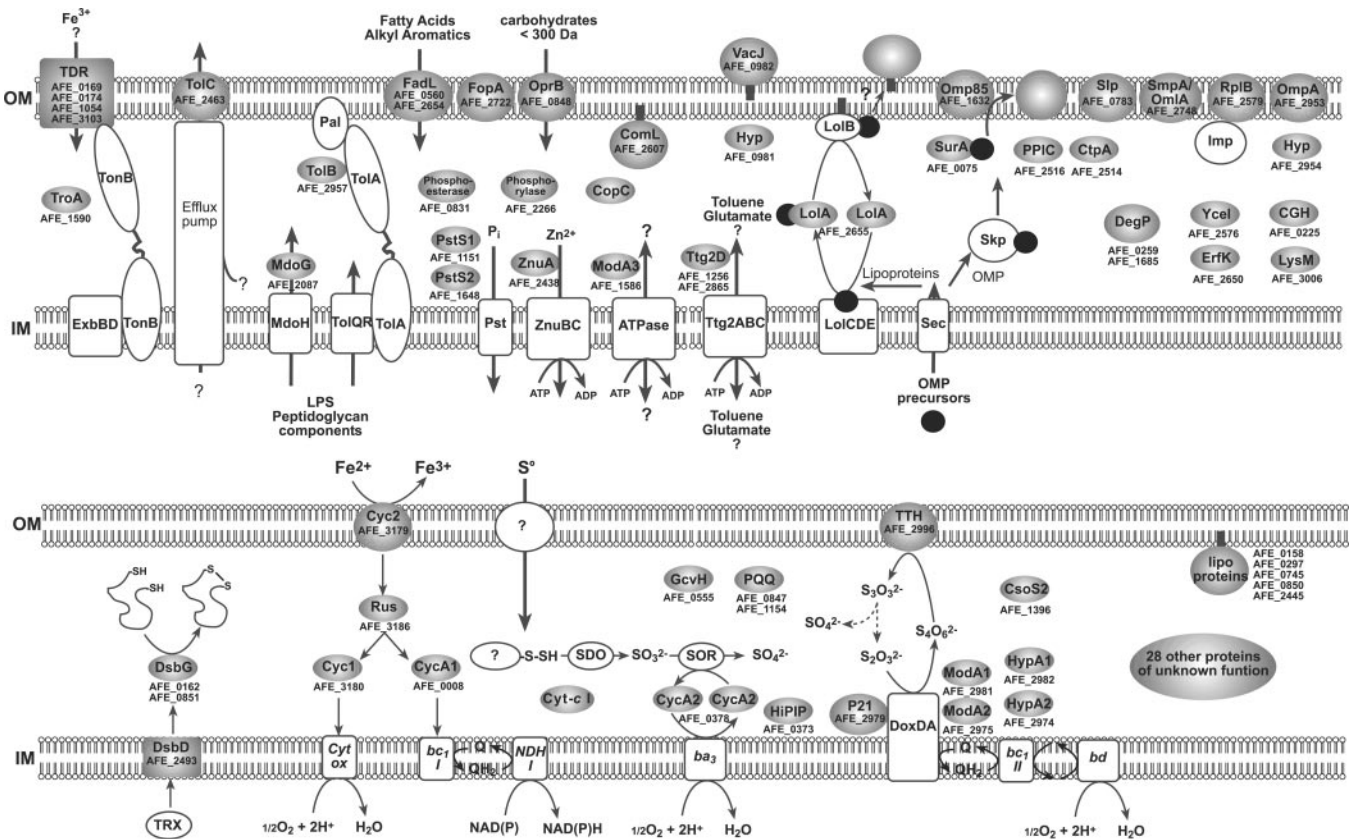 Fe3+
?
Fatty Acids
Alkyl Aromatics
carbohydrates
< 300 Da
OM
TDR
AFE_0169
AFE_0174
AFE_1054
AFE_3103
TolC
AFE_2463
Pal
FadL
AFE_0560
AFE_2654
FopA
AFE_2722
OprB
AFE_0848
ComL
AFE_2607
VacJ
AFE_0982
Hyp
AFE_0981
?
LolB
Omp85
AFE_1632
SurA
AFE_0075
PPIC
AFE_2516
Slp
AFE_0783
CtpA
AFE_2514
SmpA/
OmlA
AFE_2748
RplB
AFE_2579
Imp
OmpA
AFE_2953
Hyp
AFE_2954
TonB
TroA
AFE_1590
Efflux
pump
?
TolB
AFE_2957
TolA
Phospho-
esterase
AFE_0831
Phospho-
rylase
AFE_2266
CopC
PstS1
AFE_1151
PstS2
AFE_1648
Pi
Zn2+
ZnuA
AFE_2438
?
ModA3
AFE_1586
Toluene
Glutamate
?
Ttg2D
AFE_1256
AFE_2865
LolA
LolA
AFE_2655
Lipoproteins
Skp
OMP
DegP
AFE_0259
AFE_1685
YceI
AFE_2576
ErfK
AFE_2650
CGH
AFE_0225
LysM
AFE_3006
MdoG
AFE_2087
IM
ExbBD
TonB
MdoH
TolQR
TolA
Pst
ZnuBC
ATPase
Ttg2ABC
LolCDE
Sec
?
LPS
Peptidoglycan
components
ATP
ADP
ATP
ADP
?
ATP
ADP
Toluene
Glutamate
?
OMP
precursors
Fe2+
Fe3+
S°
OM
Cyc2
AFE_3179
?
TTH
AFE_2996
lipo
proteins
AFE_0158
AFE_0297
AFE_0745
AFE_0850
AFE_2445
SH
SH
S
S
GcvH
AFE_0555
PQQ
AFE_0847
AFE_1154
S3O32-
SO42-
S2O32-
S4O62-
CsoS2
AFE_1396
Rus
AFE_3186
DsbG
AFE_0162
AFE_0851
Cyc1
AFE_3180
CycA1
AFE_0008
?
S-SH
SDO
SO32-
SOR
SO42-
Cyt-c I
CycA2
CycA2
AFE_0378
HiPIP
AFE_0373
P21
AFE_2979
DoxDA
ModA1
AFE_2981
ModA2
AFE_2975
HypA1
AFE_2982
HypA2
AFE_2974
28 other proteins
of unknown funtion
IM
DsbD
AFE_2493
Cyt
ox
bc1
I
Q
QH2
NDH
I
ba3
Q
QH2
bc1
II
bd
TRX
1/2O2 + 2H+
H2O
NAD(P)
NAD(P)H
1/2O2 + 2H+
H2O
1/2O2 + 2H+
H2O